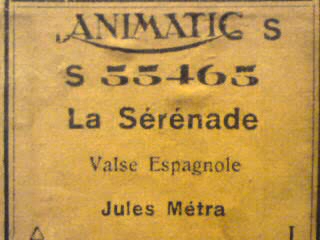 ANIMATIC S
S 55465
La Sérénade
Valse Espagnole
Jules Métra